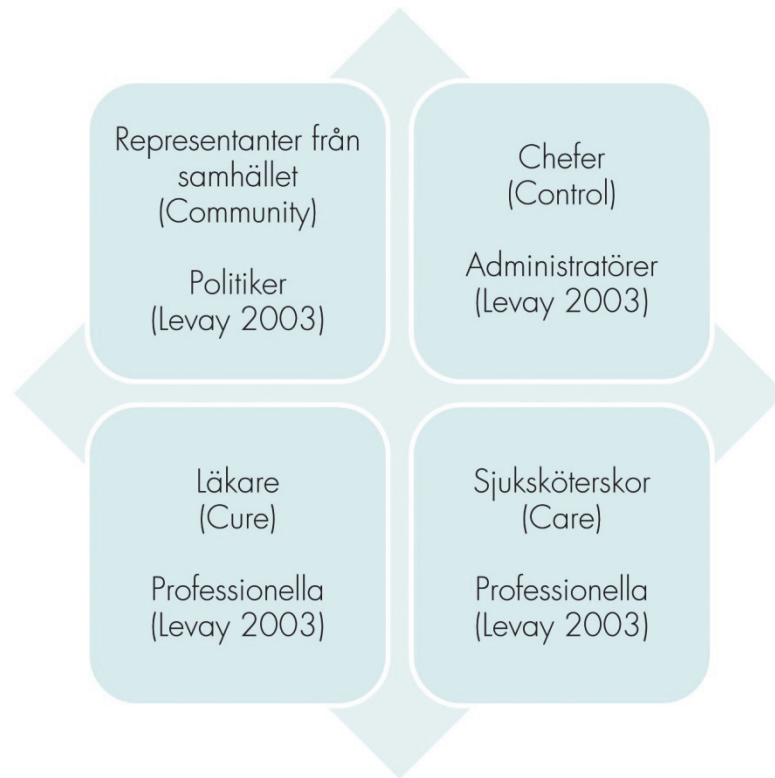 Representanter från
samhället
(Community)
Politiker
(Levay 2003)
Chefer
(Control)
Administratörer
(Levay 2003)
Läkare
(Cure)
Professionella
(Levay 2003)
Sjuksköterskor
(Care)
Professionella
(Levay 2003)